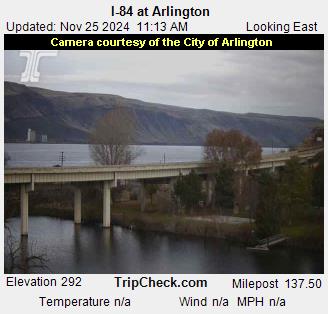 I-84 at Arlington
Updated: Nov 25 2024 11:13 AM Looking East
Camera courtesy of the City of Arlington
Elevation 292 TripCheck.com Milepost 137.50
Temperature n/a Wind n/a MPH n/a